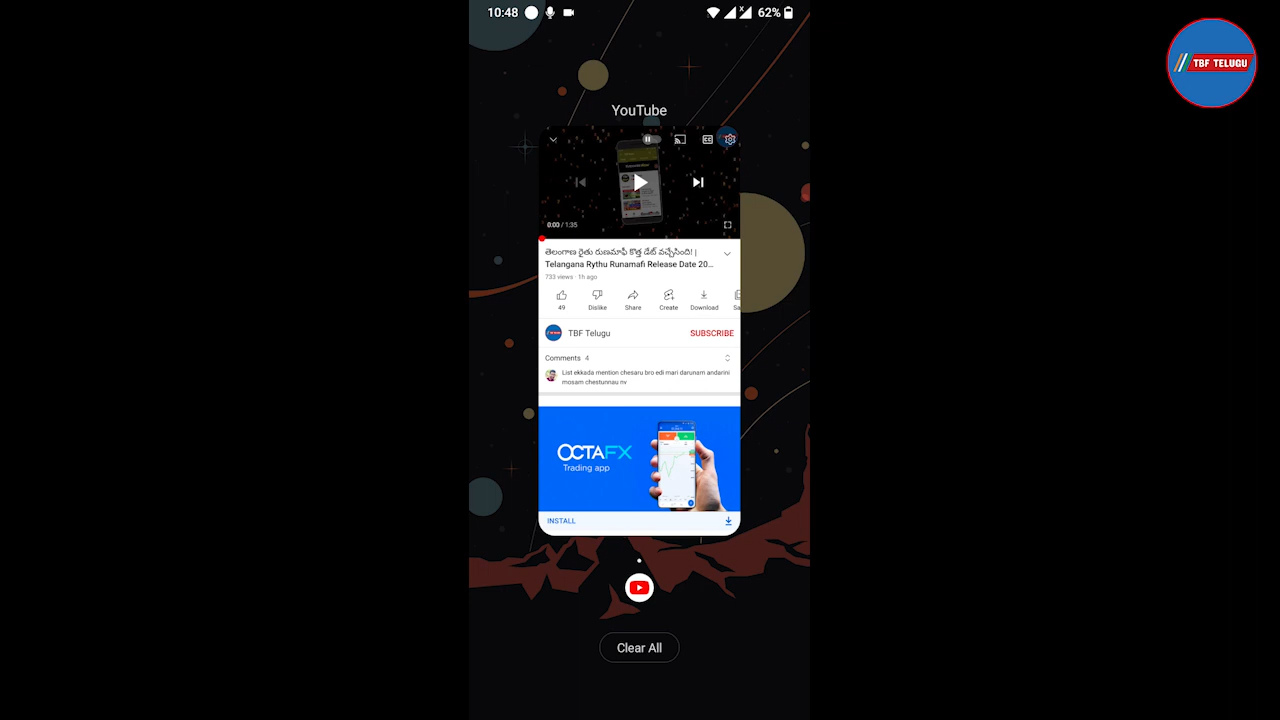 10:48
62%
TBF TELUGU
YouTube
CC
0:00 / 1:35
తెలంగాణ రైతు రుణమాఫీ కొత్త డేట్ వచ్చేసింది! |
Telangana Rythu Runamafi Release Date 20...
733 views · 1h ago
49 Dislike Share Create Download Sa
TBF Telugu SUBSCRIBE
Comments 4
List ekkada mention chesaru bro edi mari darunam andarini
mosam chestunnau nv
OCTAFX
Trading app
INSTALL
Clear All